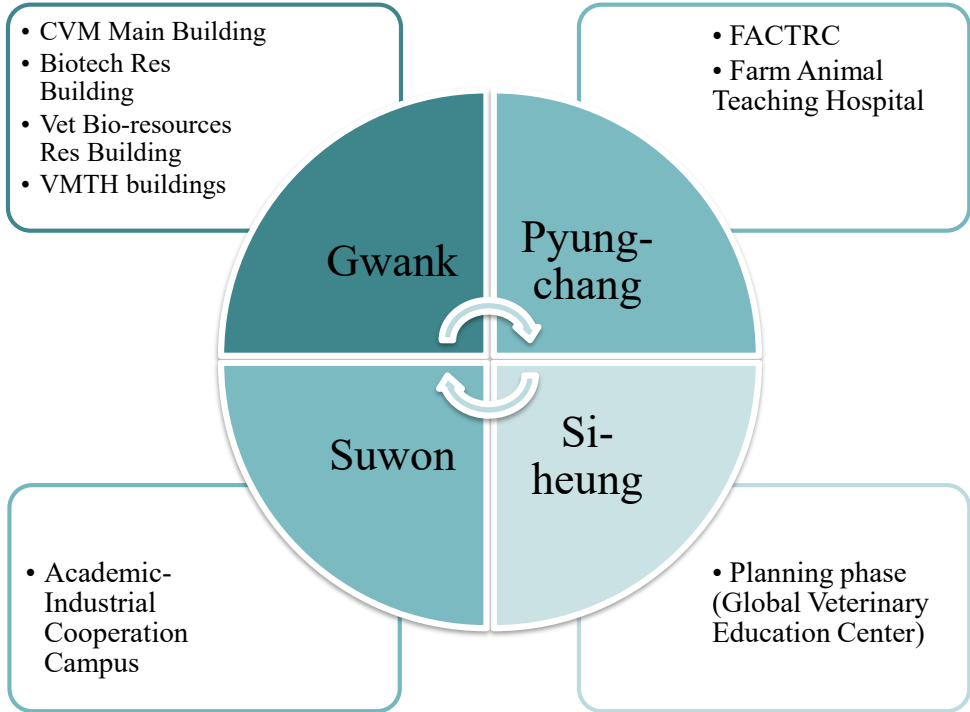 • CVM Main Building
• Biotech Res
Building
• Vet Bio-resources
Res Building
• VMTH buildings
• FACTRC
• Farm Animal
Teaching Hospital
Gwank
Pyung-
chang
Suwon
Si-
heung
• Academic-
Industrial
Cooperation
Campus
• Planning phase
(Global Veterinary
Education Center)